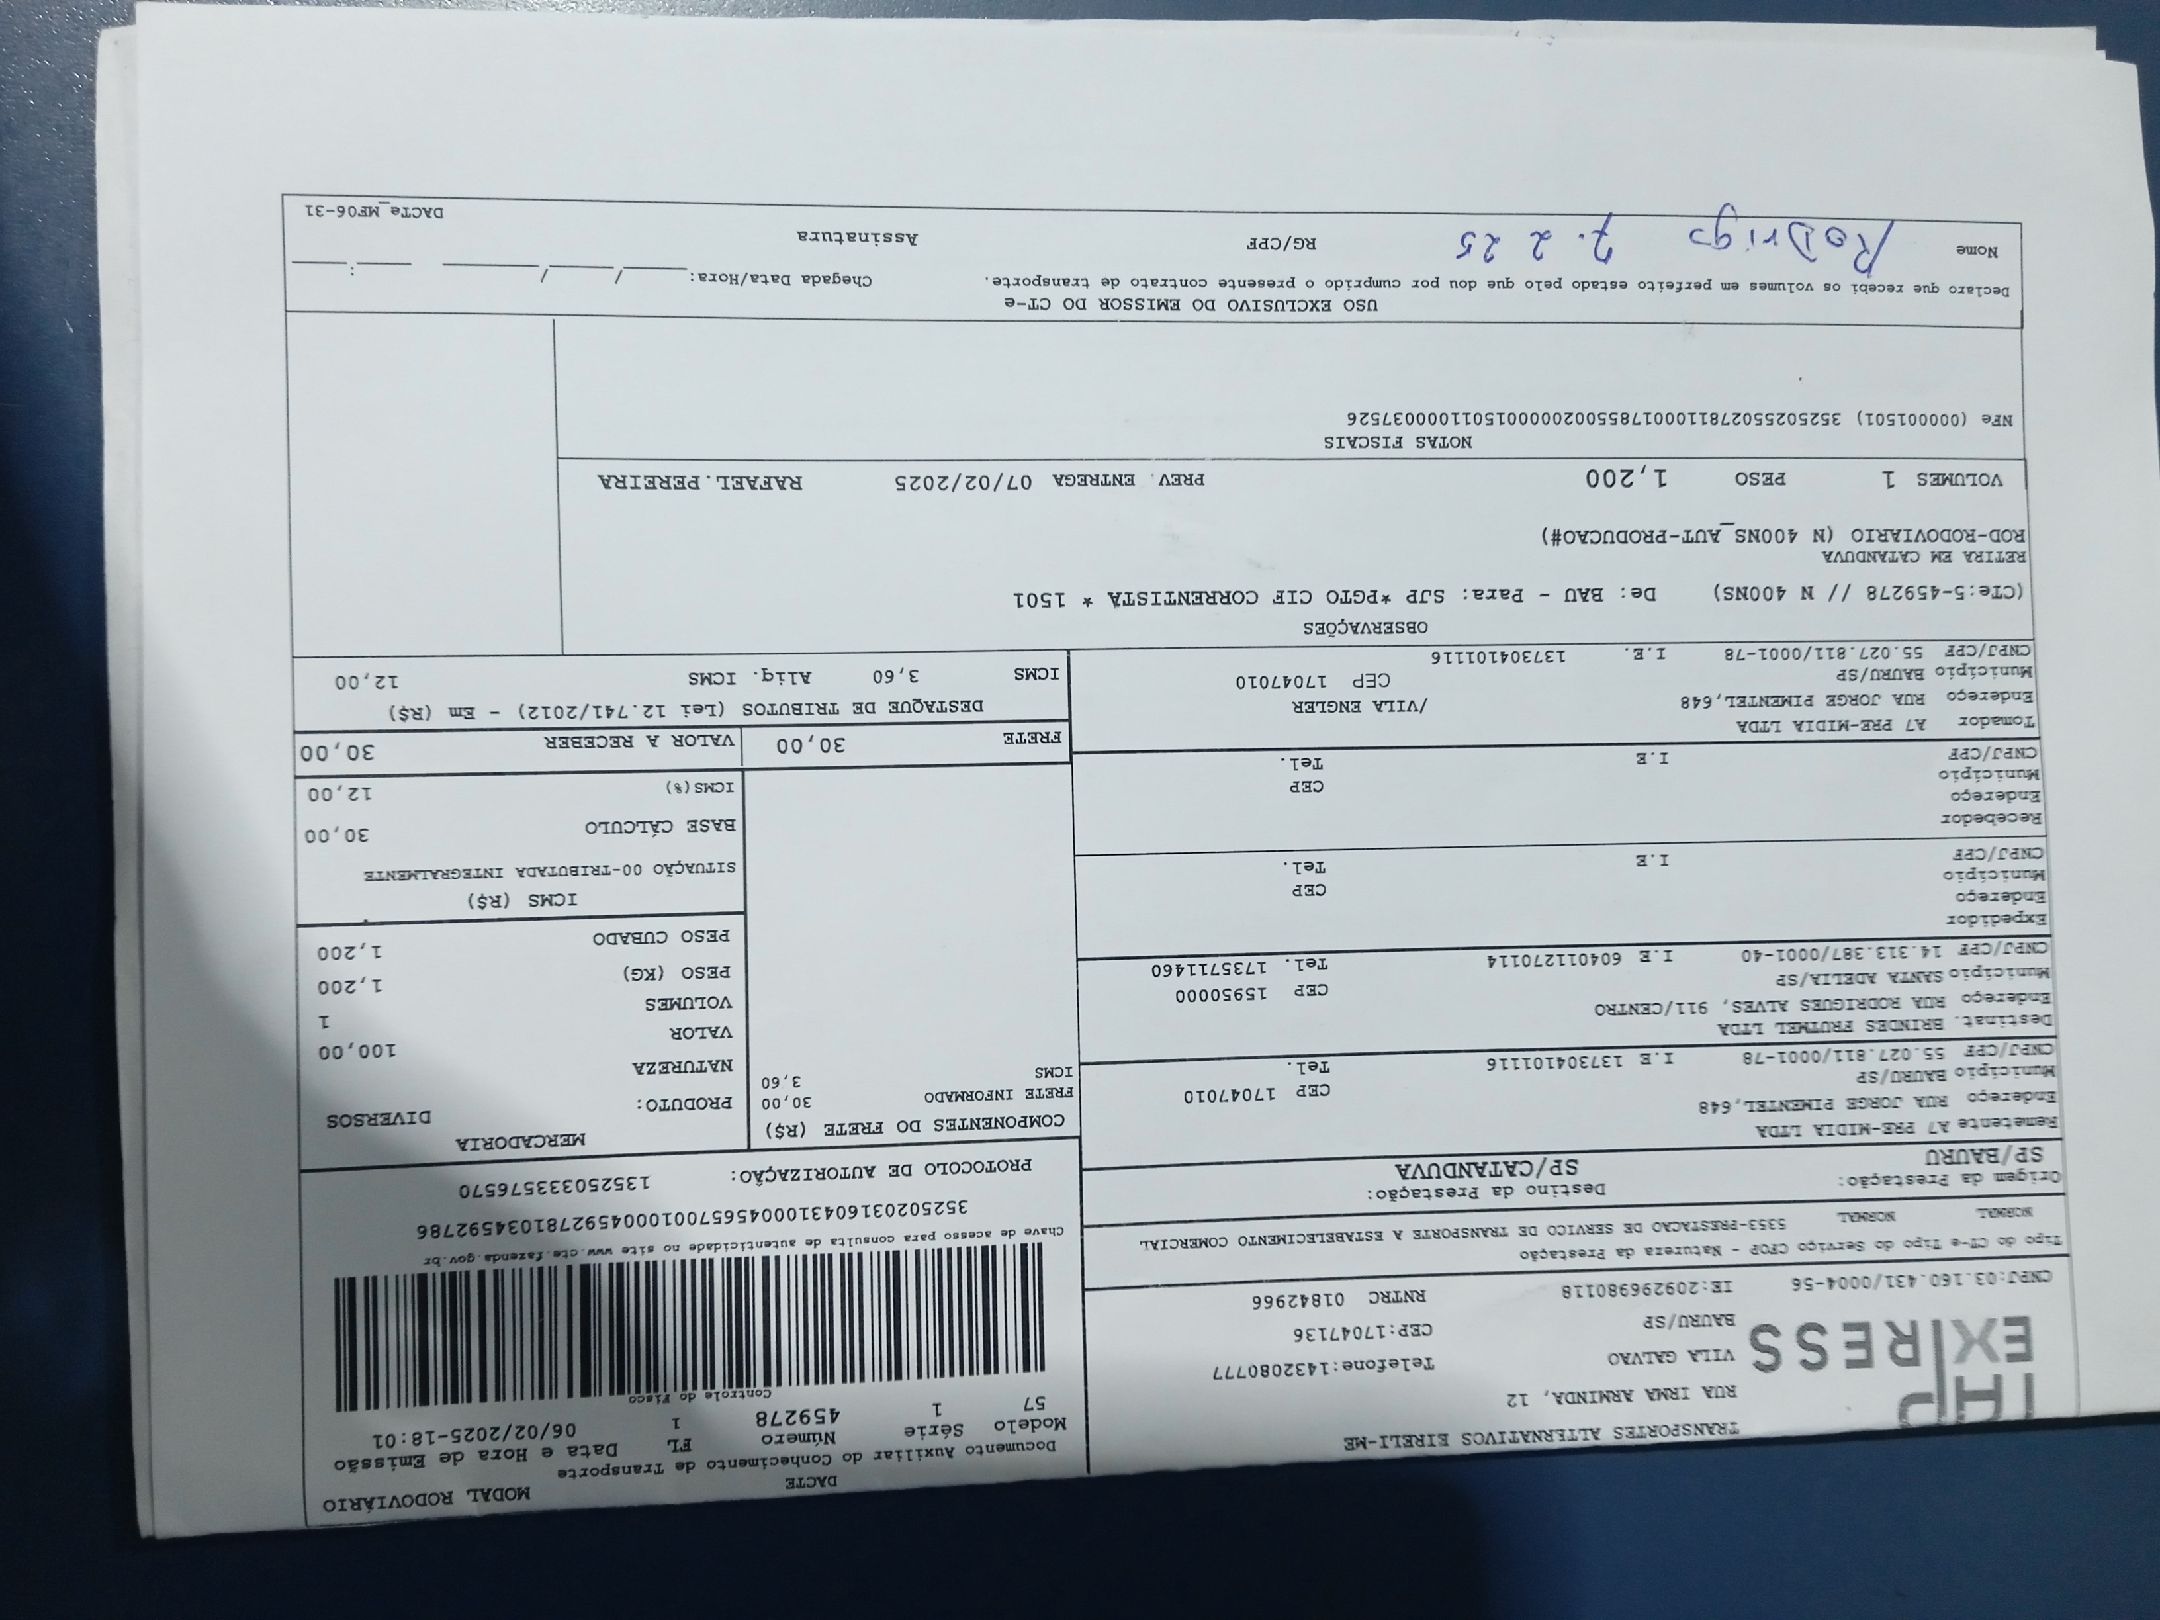 TRANSPORTES ALTERNATIVOS EIRELI-ME
EXPRESS
RUA IRMA ARMINDA, 12
VILA GALVAO Telefone:1432080777
BAURU/SP CEP:17047136
CNPJ:03.160.431/0004-56 IE:209296980118 RNTRC 01842966
DACTE MODAL RODOVIÁRIO
Documento Auxiliar do Conhecimento de Transporte
Modelo Série Número FL Data e Hora de Emissão
57 1 459278 1 06/02/2025-18:01
Controle do Fisco
Chave de acesso para consulta de autenticidade no site www.cte.fazenda.gov.br
35250203160431000456570010004592781034592786
PROTOCOLO DE AUTORIZAÇÃO: 135250333576570
Tipo do CT-e Tipo do Serviço CFOP - Natureza da Prestação
NORMAL NORMAL 5353-PRESTACAO DE SERVICO DE TRANSPORTE A ESTABELECIMENTO COMERCIAL
Origem da Prestação: Destino da Prestação:
SP/BAURU SP/CATANDUVA
Remetente A7 PRE-MIDIA LTDA
Endereço RUA JORGE PIMENTEL,648
Município BAURU/SP CEP 17047010
CNPJ/CPF 55.027.811/0001-78 I.E 137304101116 Tel.
Destinat. BRINDES FRUTMEL LTDA
Endereço RUA RODRIGUES ALVES, 911/CENTRO
Município SANTA ADELIA/SP CEP 15950000
CNPJ/CPF 14.313.387/0001-40 I.E 604011270114 Tel. 1735711460
Expedidor
Endereço
Município CEP
CNPJ/CPF I.E Tel.
Recebedor
Endereço
Município CEP
CNPJ/CPF I.E Tel.
Tomador A7 PRE-MIDIA LTDA
Endereço RUA JORGE PIMENTEL,648 /VILA ENGLER
Município BAURU/SP CEP 17047010
CNPJ/CPF 55.027.811/0001-78 I.E. 137304101116
COMPONENTES DO FRETE (R$)
FRETE INFORMADO 30,00
ICMS 3,60
MERCADORIA
PRODUTO: DIVERSOS
NATUREZA
VALOR 100,00
VOLUMES 1
PESO (KG) 1,200
PESO CUBADO 1,200
ICMS (R$)
SITUAÇÃO 00-TRIBUTADA INTEGRALMENTE
BASE CÁLCULO 30,00
ICMS(%) 12,00
FRETE 30,00 VALOR A RECEBER 30,00
DESTAQUE DE TRIBUTOS (Lei 12.741/2012) - Em (R$)
ICMS 3,60 Aliq. ICMS 12,00
OBSERVAÇÕES
(CTe:5-459278 // N 400NS) De: BAU - Para: SJP *PGTO CIF CORRENTISTA * 1501
RETIRA EM CATANDUVA
ROD-RODOVIARIO (N 400NS_AUT-PRODUCAO#)
VOLUMES 1 PESO 1,200 PREV. ENTREGA 07/02/2025 RAFAEL.PEREIRA
NOTAS FISCAIS
NFe (000001501) 35250255027811000178550020000015011000037526
USO EXCLUSIVO DO EMISSOR DO CT-e
Declaro que recebi os volumes em perfeito estado pelo que dou por cumprido o presente contrato de transporte. Chegada Data/Hora: ____/____/______ ____:____
Nome RoDrigo 7. 2 25 RG/CPF Assinatura
DACTe_MF06-31